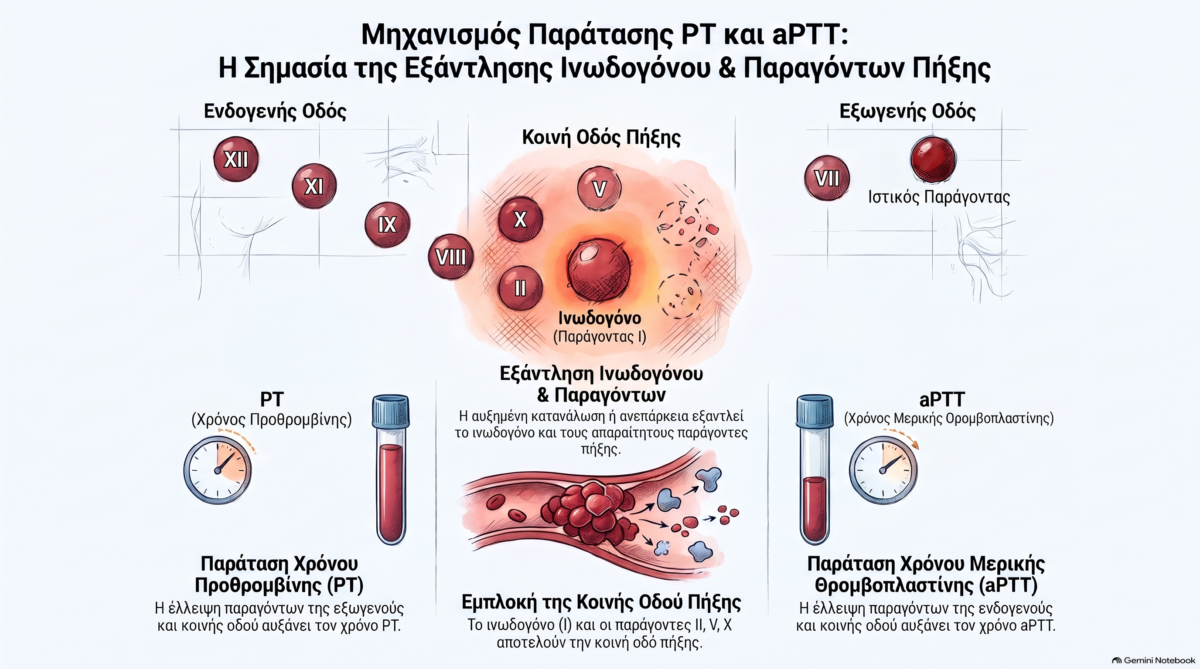 Μηχανισμός Παράτασης PT και aPTT:
Η Σημασία της Εξάντλησης Ινωδογόνου & Παραγόντων Πήξης
Ενδογενής Οδός
XII
XI
IX
VIII
Κοινή Οδός Πήξης
V
X
II
Ινωδογόνο
(Παράγοντας I)
Εξωγενής Οδός
VII
Ιστικός Παράγοντας
PT
(Χρόνος Προθρομβίνης)
Παράταση Χρόνου
Προθρομβίνης (PT)
Η έλλειψη παραγόντων της εξωγενούς
και κοινής οδού αυξάνει τον χρόνο PT.
Εξάντληση Ινωδογόνου
& Παραγόντων
Η αυξημένη κατανάλωση ή ανεπάρκεια εξαντλεί
το ινωδογόνο και τους απαραίτητους παράγοντες
πήξης.
Εμπλοκή της Κοινής Οδού Πήξης
Το ινωδογόνο (I) και οι παράγοντες II, V, X
αποτελούν την κοινή οδό πήξης.
aPTT
(Χρόνος Μερικής Ορομβοπλαστίνης)
Παράταση Χρόνου Μερικής
Θρομβοπλαστίνης (aPTT)
Η έλλειψη παραγόντων της ενδογενούς
και κοινής οδού αυξάνει τον χρόνο aPTT.
Gemini Notebook